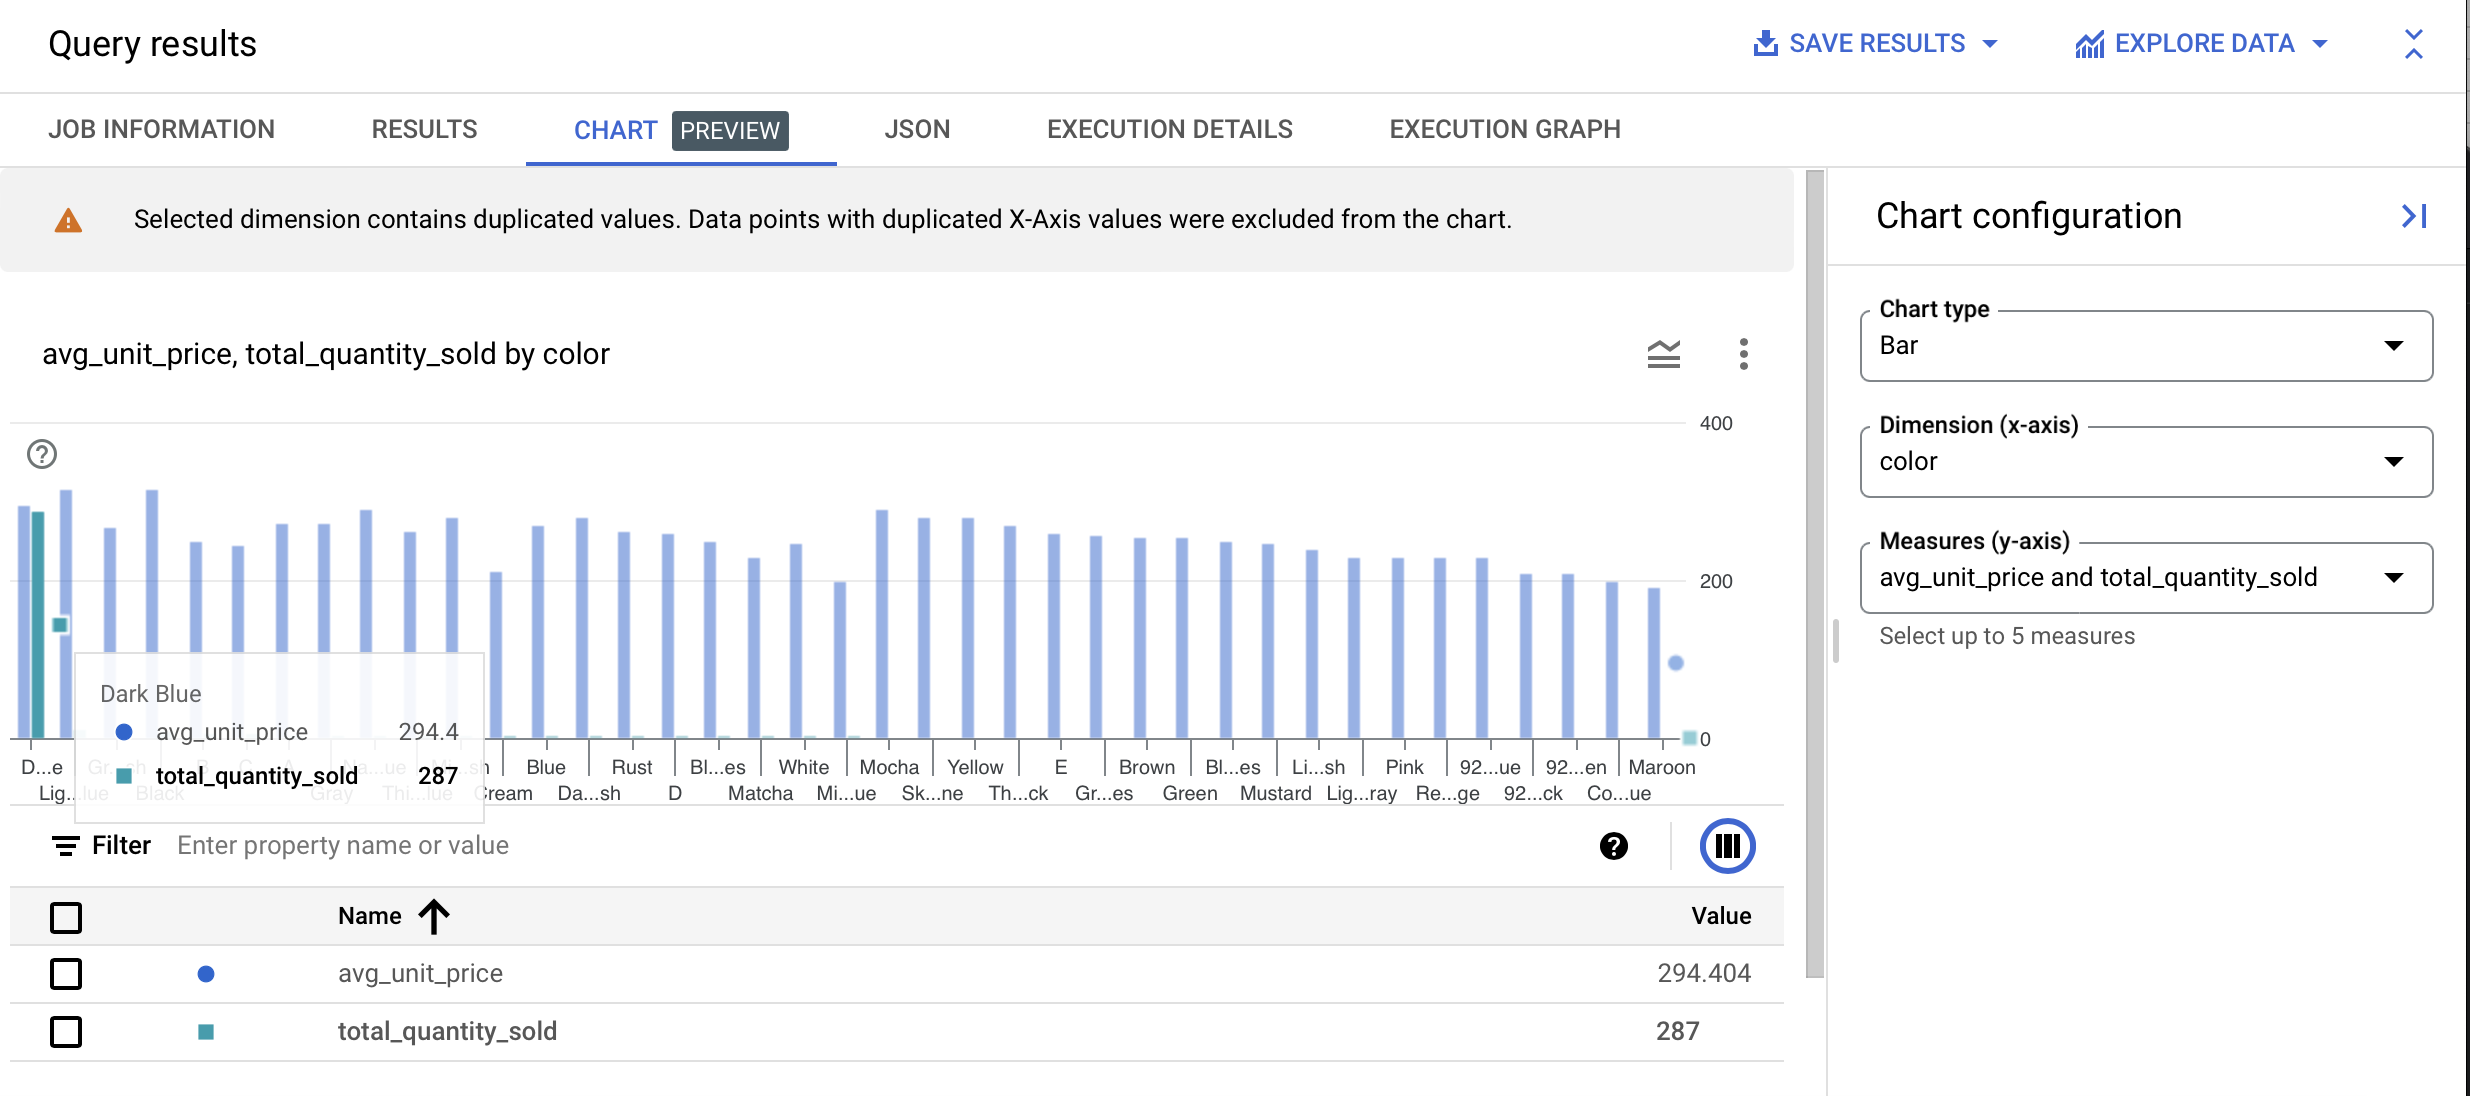 Query results
SAVE RESULTS
EXPLORE DATA
JOB INFORMATION
RESULTS
CHART
PREVIEW
JSON
EXECUTION DETAILS
EXECUTION GRAPH
Selected dimension contains duplicated values. Data points with duplicated X-Axis values were excluded from the chart.
avg_unit_price, total_quantity_sold by color
400
200
0
Dark Blue
avg_unit_price 294.4
total_quantity_sold 287
D...e Blue Rust Bl...es White Mocha Yellow E Brown Bl...es Li...sh Pink 92...ue 92...en Maroon
Lig...lue Black Gray Thi...lue Cream Da...sh D Matcha Mi...ue Sk...ne Th...ck Gr...es Green Mustard Lig...ray Re...ge 92...ck Co...ue
Filter Enter property name or value
Name Value
avg_unit_price 294.404
total_quantity_sold 287
Chart configuration
Chart type
Bar
Dimension (x-axis)
color
Measures (y-axis)
avg_unit_price and total_quantity_sold
Select up to 5 measures